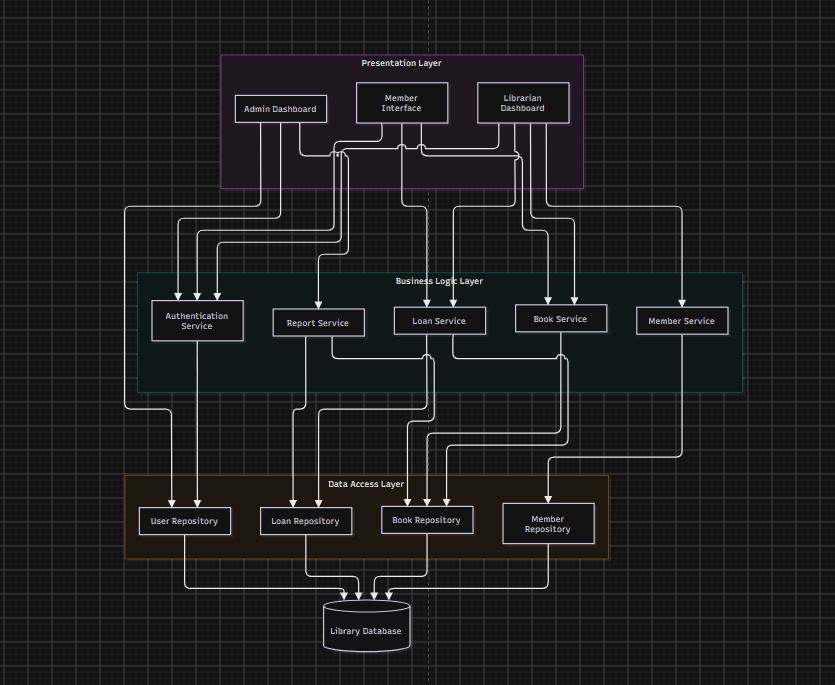 Presentation Layer
Admin Dashboard
Member
Interface
Librarian
Dashboard
Business Logic Layer
Authentication
Service
Report Service
Loan Service
Book Service
Member Service
Data Access Layer
User Repository
Loan Repository
Book Repository
Member
Repository
Library Database